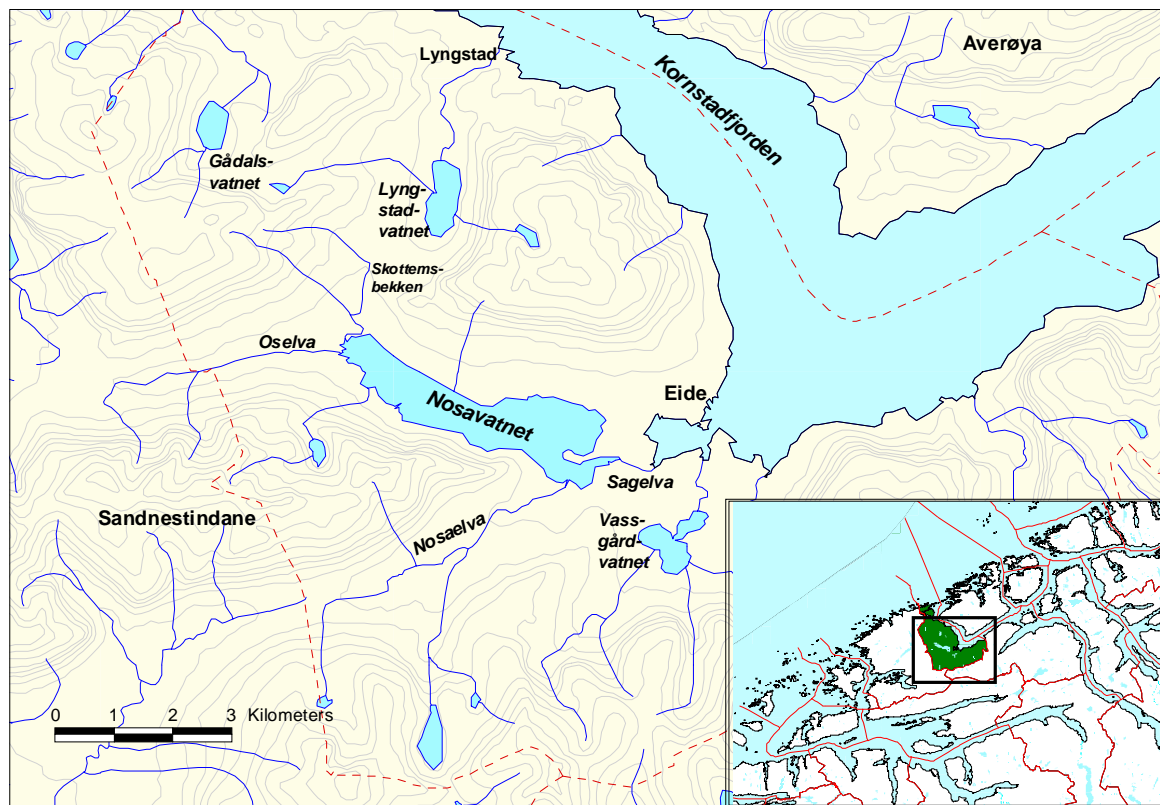 Lyngstad
Averøya
Kornstadfjorden
Gådals-
vatnet
Lyng-
stad-
vatnet
Skottems-
bekken
Oselva
Eide
Nosavatnet
Sagelva
Sandnestindane
Nosaelva
Vass-
gård-
vatnet
0 1 2 3 Kilometers